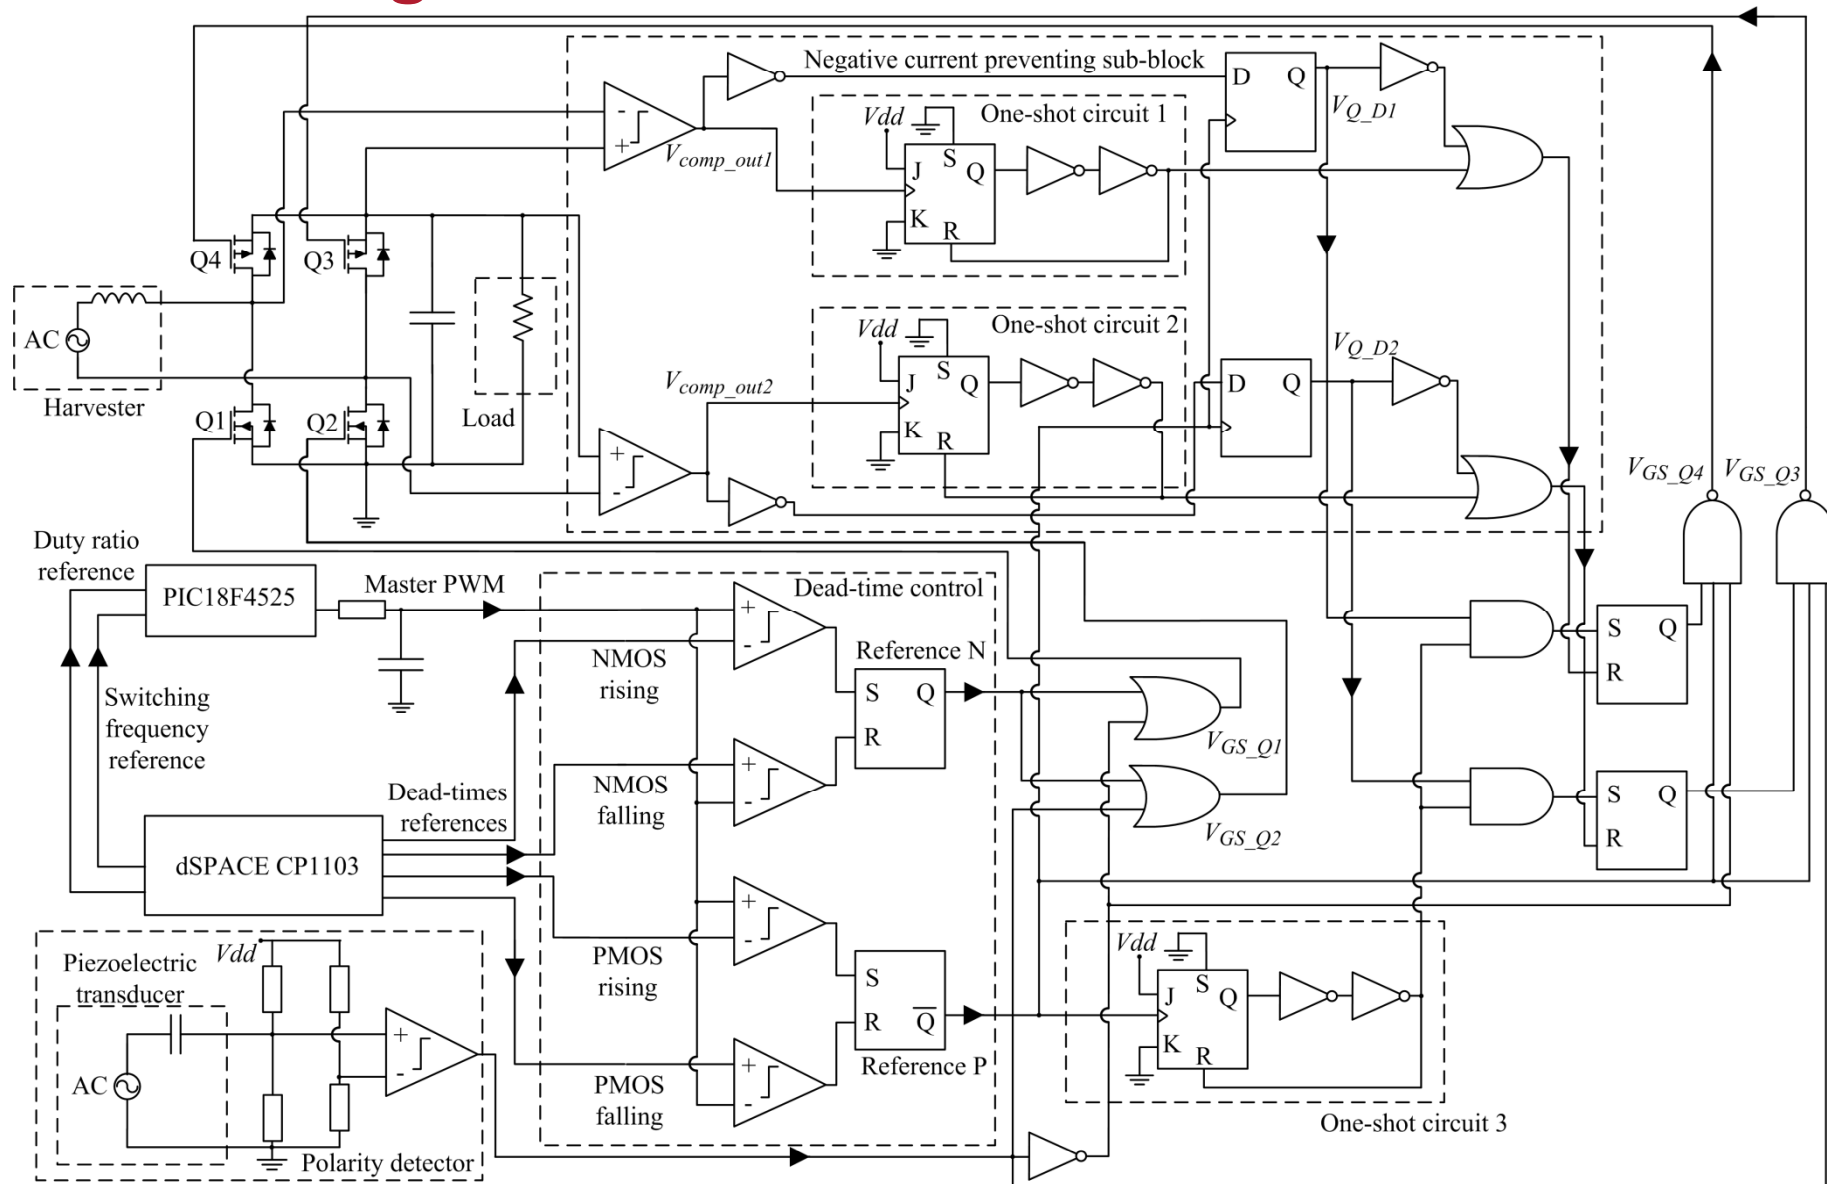 Negative current preventing sub-block
D Q
V_Q_D1
One-shot circuit 1
Vdd
S
J Q
K
R
-
+
V_comp_out1
Q4 Q3
AC
Harvester
Load
Q1 Q2
One-shot circuit 2
Vdd
S
J Q
K
R
V_comp_out2
+
-
V_Q_D2
D Q
V_GS_Q4 V_GS_Q3
Duty ratio
reference
PIC18F4525
Master PWM
Dead-time control
+
-
NMOS
rising
Reference N
S Q
R
+
-
NMOS
falling
Switching
frequency
reference
Dead-times
references
dSPACE CP1103
V_GS_Q1
V_GS_Q2
S Q
R
S Q
R
+
-
PMOS
rising
S
R Q̅
Reference P
+
-
PMOS
falling
Vdd
Piezoelectric
transducer
AC
+
-
Polarity detector
Vdd
S
J Q
K
R
One-shot circuit 3